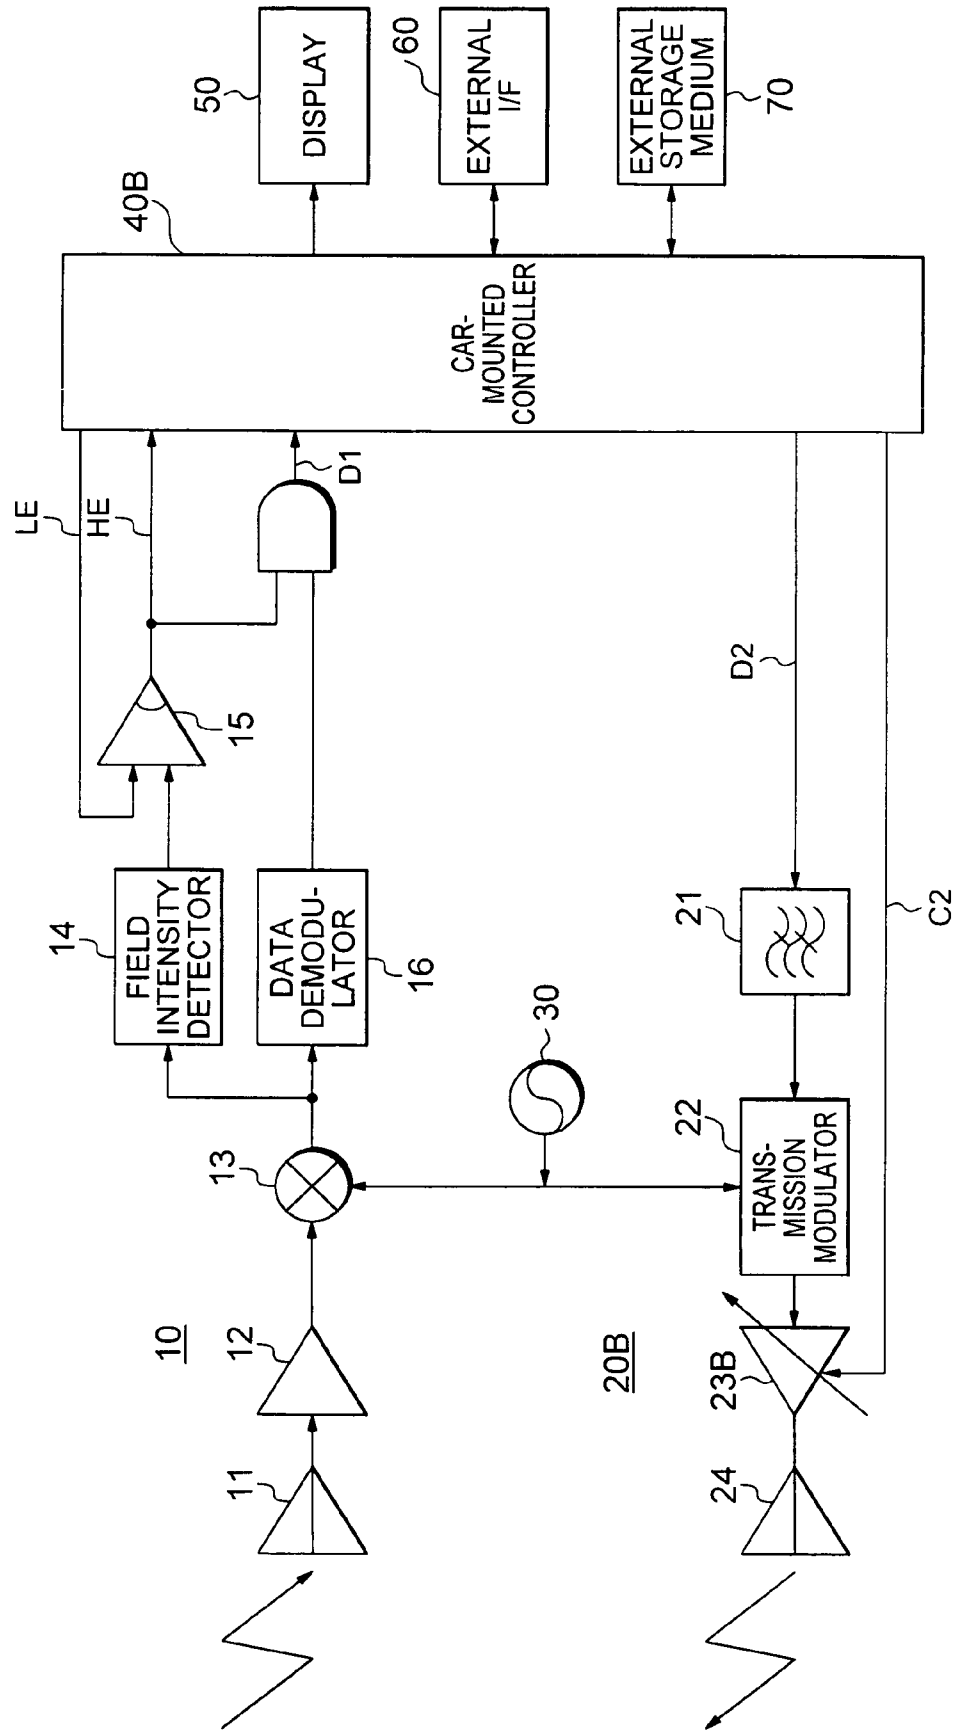 10
11
12
13
14
FIELD
INTENSITY
DETECTOR
DATA
DEMODU-
LATOR
16
15
LE
HE
D1
40B
CAR-
MOUNTED
CONTROLLER
50
DISPLAY
60
EXTERNAL
I/F
EXTERNAL
STORAGE
MEDIUM
70
30
20B
24
23B
22
TRANS-
MISSION
MODULATOR
21
D2
C2